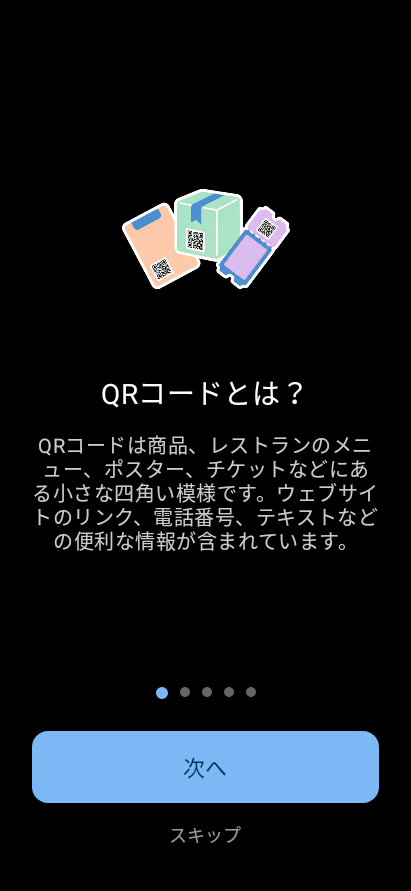 QRコードとは？
QRコードは商品、レストランのメニ
ュー、ポスター、チケットなどにあ
る小さな四角い模様です。ウェブサイ
トのリンク、電話番号、テキストなど
の便利な情報が含まれています。
次へ
スキップ